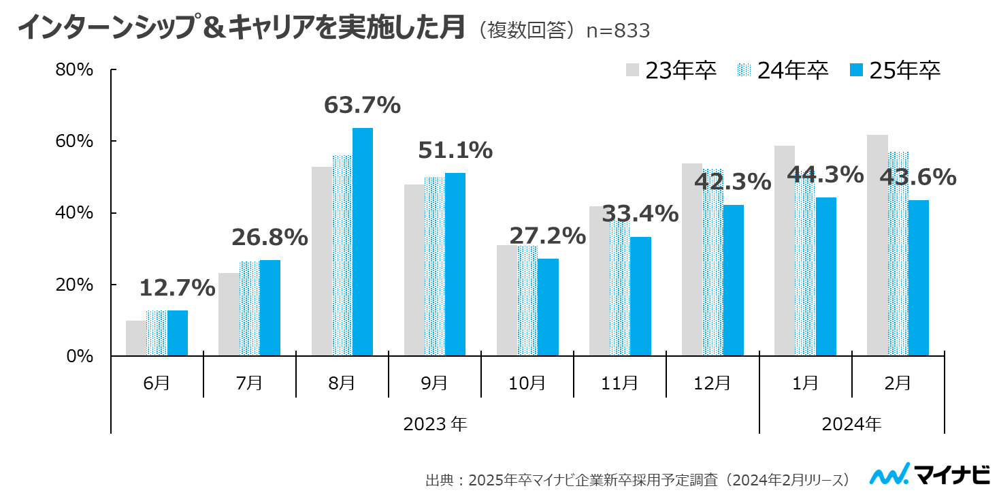 インターンシップ&キャリアを実施した月（複数回答）n=833
23年卒 24年卒 25年卒
80%
60%
40%
20%
0%
12.7%
26.8%
63.7%
51.1%
27.2%
33.4%
42.3%
44.3%
43.6%
6月 7月 8月 9月 10月 11月 12月 1月 2月
2023年 2024年
出典：2025年卒マイナビ企業新卒採用予定調査（2024年2月リリース）
マイナビ